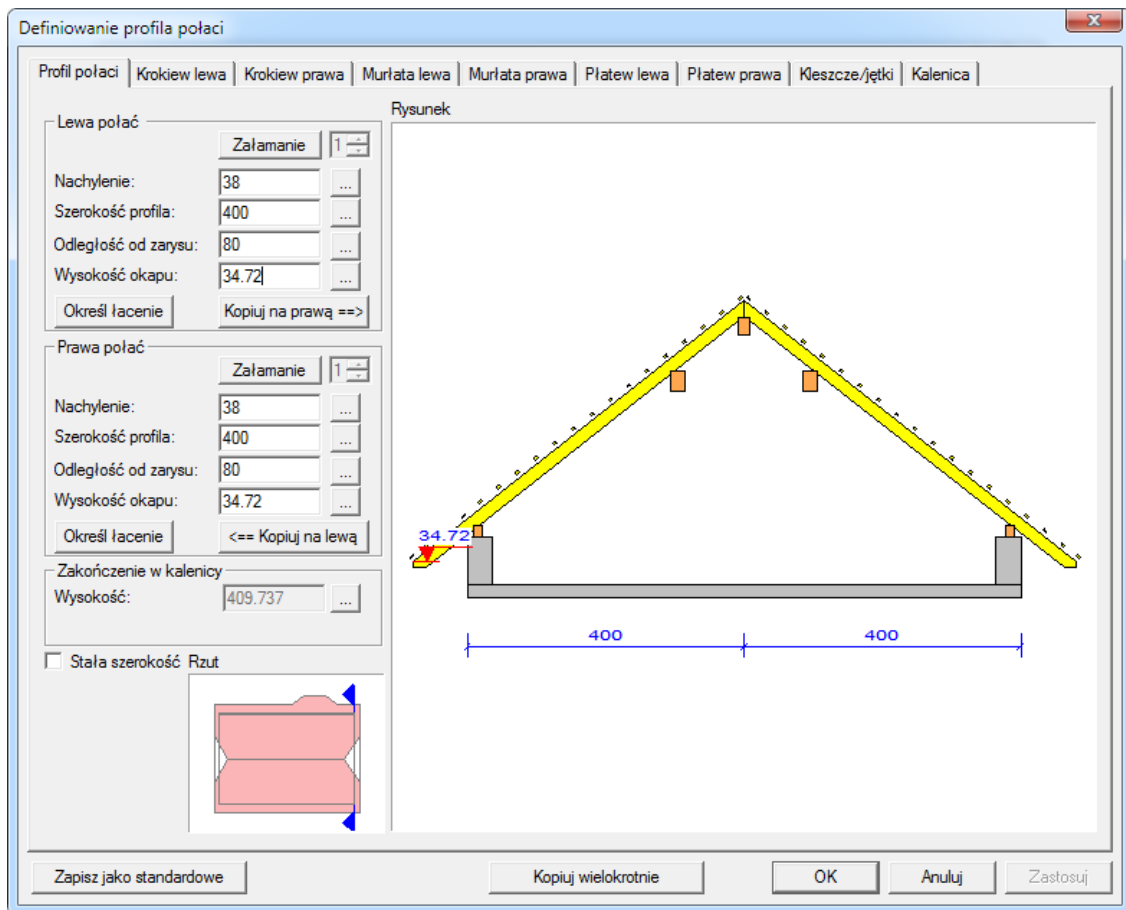 Definiowanie profila połaci
Profil połaci Krokiew lewa Krokiew prawa Murłata lewa Murłata prawa Płatew lewa Płatew prawa Kleszcze/jętki Kalenica
Lewa połać
Załamanie 1
Nachylenie: 38 ...
Szerokość profila: 400 ...
Odległość od zarysu: 80 ...
Wysokość okapu: 34.72 ...
Określ łacenie Kopiuj na prawą ==>
Prawa połać
Załamanie 1
Nachylenie: 38 ...
Szerokość profila: 400 ...
Odległość od zarysu: 80 ...
Wysokość okapu: 34.72 ...
Określ łacenie <== Kopiuj na lewą
Zakończenie w kalenicy
Wysokość: 409.737 ...
Stała szerokość Rzut
Rysunek
34.72
400 400
Zapisz jako standardowe Kopiuj wielokrotnie OK Anuluj Zastosuj